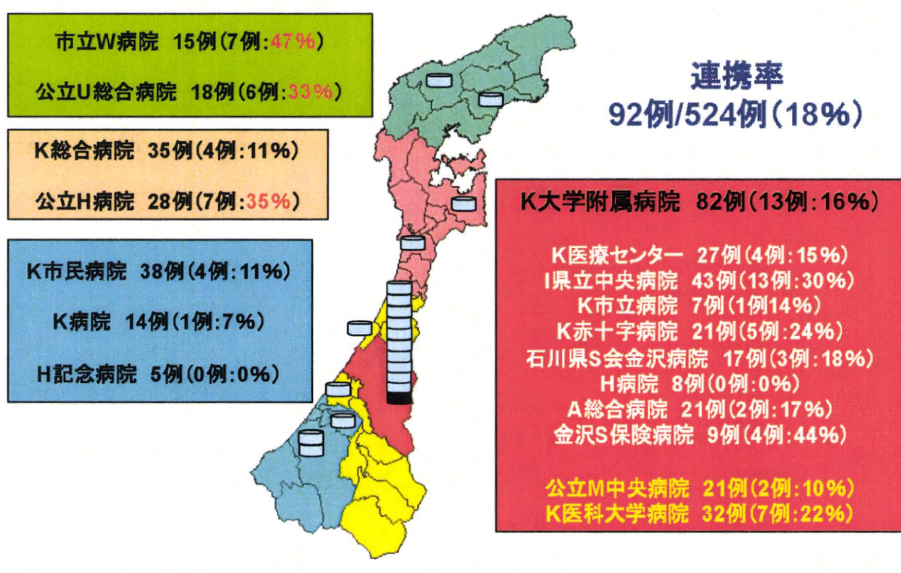 市立W病院 15例(7例:47%)
公立U総合病院 18例(6例:33%)
K総合病院 35例(4例:11%)
公立H病院 28例(7例:35%)
K市民病院 38例(4例:11%)
K病院 14例(1例:7%)
H記念病院 5例(0例:0%)
連携率
92例/524例(18%)
K大学附属病院 82例(13例:16%)
K医療センター 27例(4例:15%)
I県立中央病院 43例(13例:30%)
K市立病院 7例(1例14%)
K赤十字病院 21例(5例:24%)
石川県S会金沢病院 17例(3例:18%)
H病院 8例(0例:0%)
A総合病院 21例(2例:17%)
金沢S保険病院 9例(4例:44%)
公立M中央病院 21例(2例:10%)
K医科大学病院 32例(7例:22%)